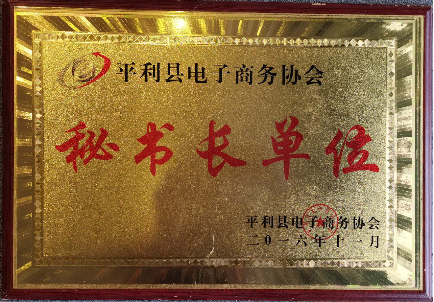 平利县电子商务协会
秘书长单位
平利县电子商务协会
二0一六年十一月